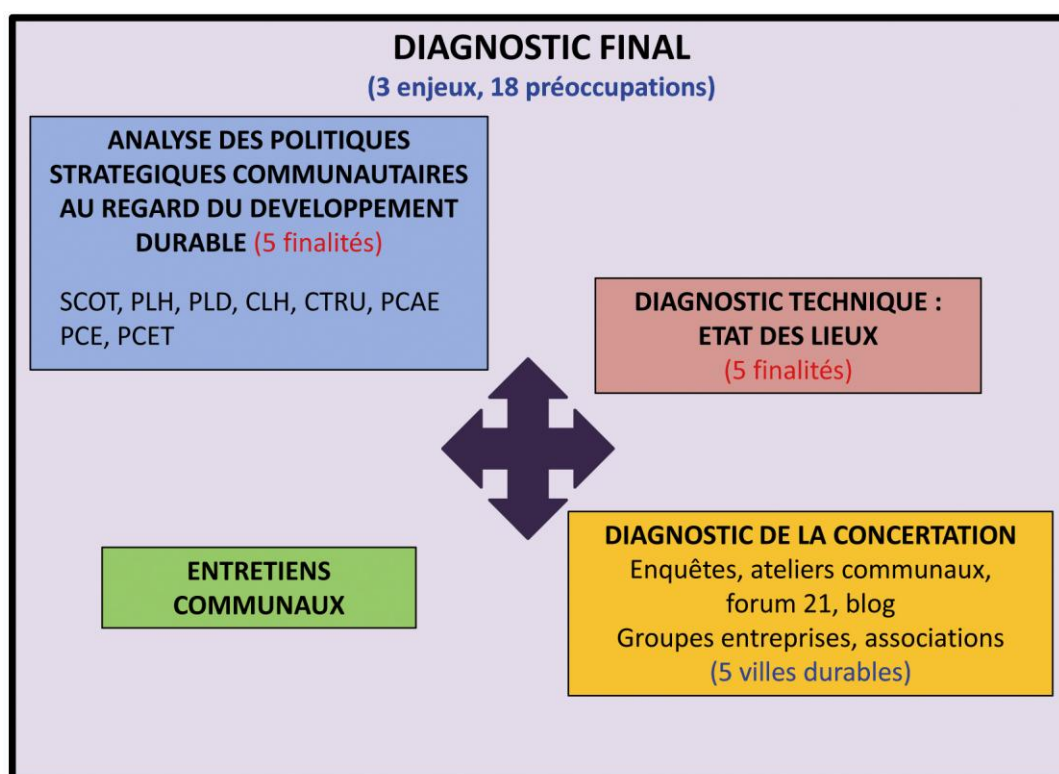 DIAGNOSTIC FINAL
(3 enjeux, 18 préoccupations)
ANALYSE DES POLITIQUES
STRATEGIQUES COMMUNAUTAIRES
AU REGARD DU DEVELOPPEMENT
DURABLE (5 finalités)
SCOT, PLH, PLD, CLH, CTRU, PCAE
PCE, PCET
DIAGNOSTIC TECHNIQUE :
ETAT DES LIEUX
(5 finalités)
ENTRETIENS
COMMUNAUX
DIAGNOSTIC DE LA CONCERTATION
Enquêtes, ateliers communaux,
forum 21, blog
Groupes entreprises, associations
(5 villes durables)